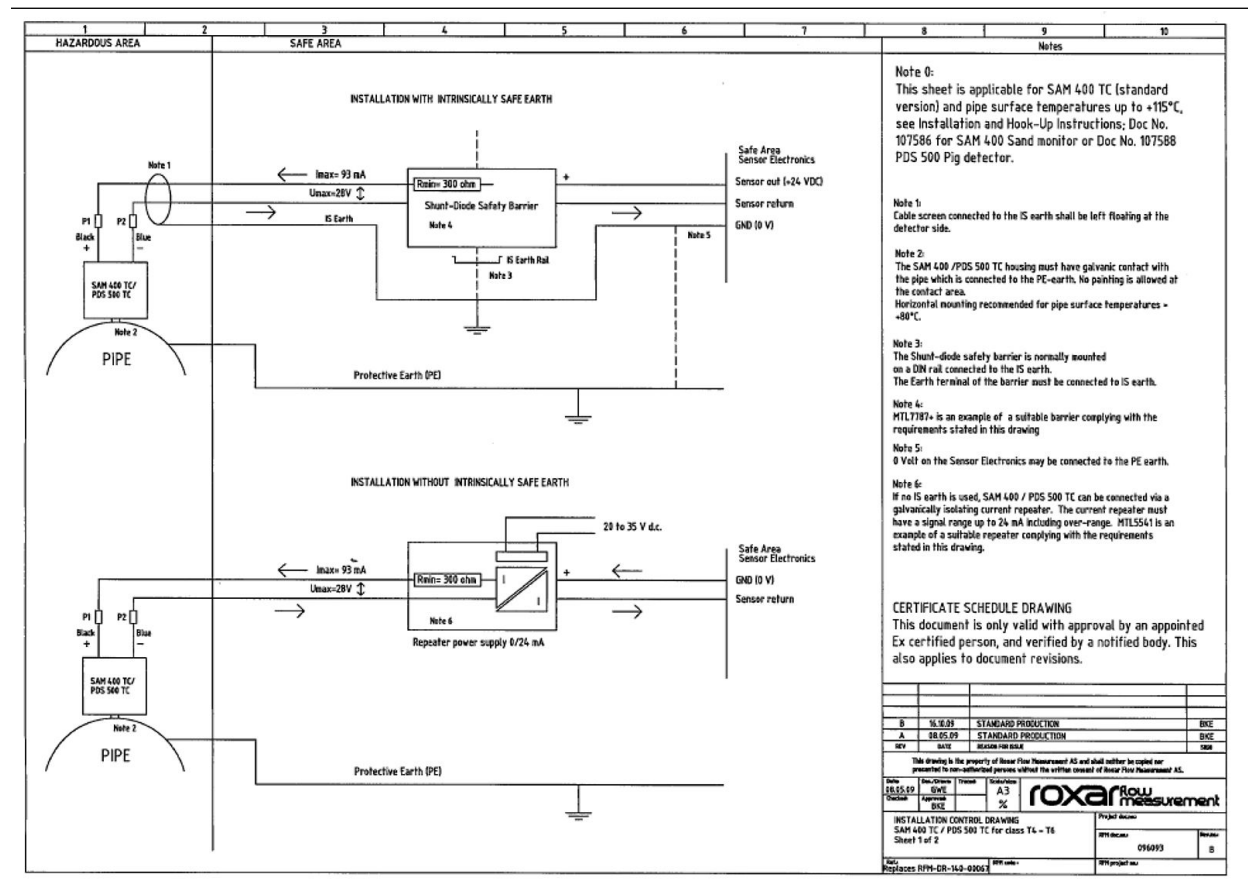 1 2 3 4 5 6 7 8 9 10
HAZARDOUS AREA SAFE AREA Notes
INSTALLATION WITH INTRINSICALLY SAFE EARTH
Note 1
Imax= 93 mA
Umax=28V
IS Earth
P1 P2
Black Blue
+ -
SAM 400 TC/
PDS 500 TC
Note 2
PIPE
Rmin= 300 ohm
Shunt-Diode Safety Barrier
Note 4
IS Earth Rail
Note 3
+
Safe Area
Sensor Electronics
Sensor out (+24 VDC)
Sensor return
GND (0 V)
Note 5
Protective Earth (PE)
INSTALLATION WITHOUT INTRINSICALLY SAFE EARTH
20 to 35 V d.c.
Imax= 93 mA
Umax=28V
P1 P2
Black Blue
+ -
SAM 400 TC/
PDS 500 TC
Note 2
PIPE
Rmin= 300 ohm
I
I
Note 6
Repeater power supply 0/24 mA
+
Safe Area
Sensor Electronics
GND (0 V)
Sensor return
Protective Earth (PE)
Note 0:
This sheet is applicable for SAM 400 TC (standard
version) and pipe surface temperatures up to +115°C,
see Installation and Hook-Up Instructions; Doc No.
107586 for SAM 400 Sand monitor or Doc No. 107588
PDS 500 Pig detector.
Note 1:
Cable screen connected to the IS earth shall be left floating at the
detector side.
Note 2:
The SAM 400 /PDS 500 TC housing must have galvanic contact with
the pipe which is connected to the PE-earth. No painting is allowed at
the contact area.
Horizontal mounting recommended for pipe surface temperatures =
+80°C.
Note 3:
The Shunt-diode safety barrier is normally mounted
on a DIN rail connected to the IS earth.
The Earth terminal of the barrier must be connected to IS earth.
Note 4:
MTL7787+ is an example of a suitable barrier complying with the
requirements stated in this drawing
Note 5:
0 Volt on the Sensor Electronics may be connected to the PE earth.
Note 6:
If no IS earth is used, SAM 400 / PDS 500 TC can be connected via a
galvanically isolating current repeater. The current repeater must
have a signal range up to 24 mA including over-range. MTL5541 is an
example of a suitable repeater complying with the requirements
stated in this drawing.
CERTIFICATE SCHEDULE DRAWING
This document is only valid with approval by an appointed
Ex certified person, and verified by a notified body. This
also applies to document revisions.
B 16.10.09 STANDARD PRODUCTION BKE
A 08.05.09 STANDARD PRODUCTION BKE
REV DATE REASON FOR ISSUE SIGN
This drawing is the property of Roxar Flow Measurement AS and shall neither be copied nor
presented to non-authorized persons without the written consent of Roxar Flow Measurement AS.
Date 08.05.09 GWE A3
Checked Approved BKE %
roxar Flow measurement
INSTALLATION CONTROL DRAWING
SAM 400 TC / PDS 500 TC for class T4 - T6
Sheet 1 of 2
096093 B
Replaces RFM-DR-140-00067